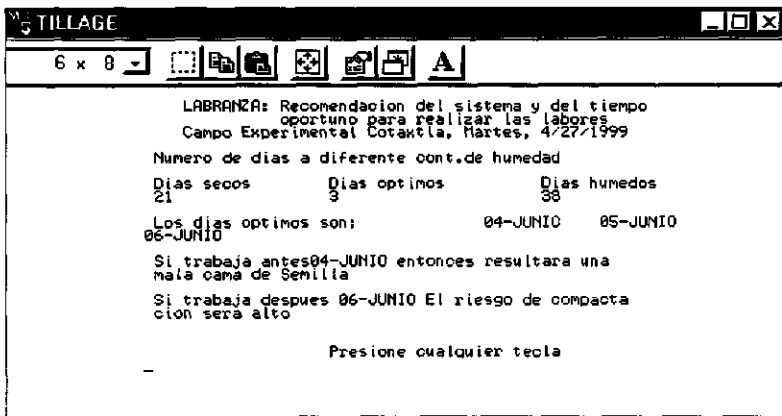 TILLAGE
6 x 8
A
LABRANZA: Recomendacion del sistema y del tiempo
oportuno para realizar las labores
Campo Experimental Cotaxtla, Martes, 4/27/1999
Numero de dias a diferente cont.de humedad
Dias secos Dias optimos Dias humedos
21 3 38
Los dias optimos son: 04-JUNIO 05-JUNIO
06-JUNIO
Si trabaja antes04-JUNIO entonces resultara una
mala cama de Semilla
Si trabaja despues 06-JUNIO El riesgo de compacta
cion sera alto
Presione cualquier tecla